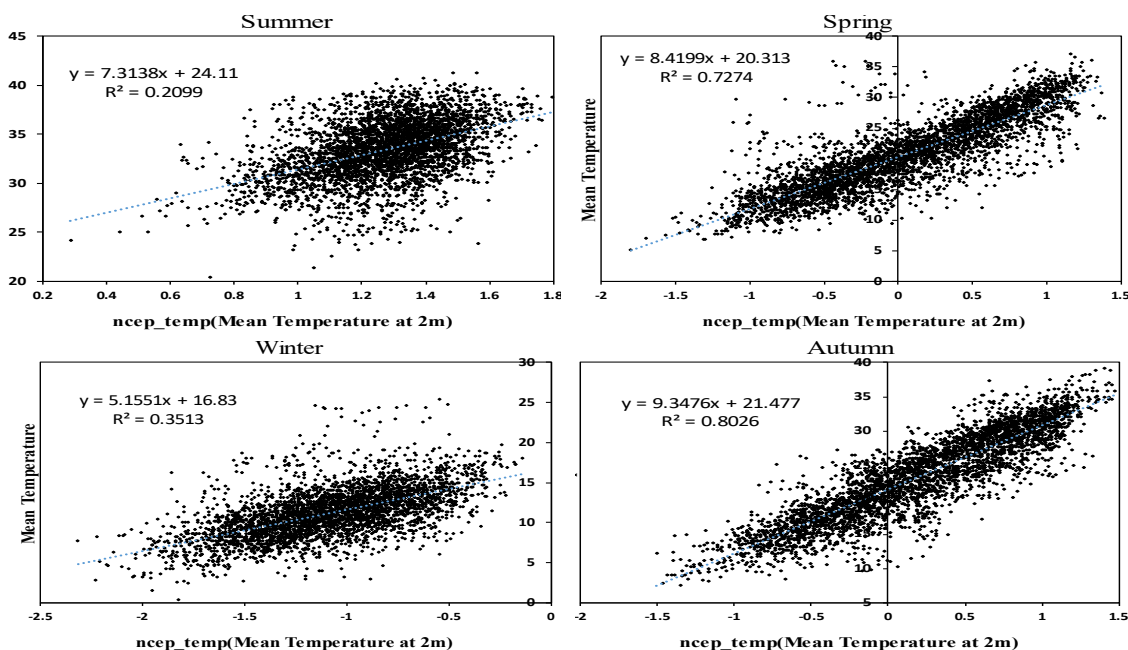 Summer
45
40
35
30
25
20
y = 7.3138x + 24.11
R² = 0.2099
0.2 0.4 0.6 0.8 1 1.2 1.4 1.6 1.8
ncep_temp(Mean Temperature at 2m)
Spring
40
35
30
25
20
10
5
0
y = 8.4199x + 20.313
R² = 0.7274
Mean Temperature
-2 -1.5 -1 -0.5 0 0.5 1 1.5
ncep_temp(Mean Temperature at 2m)
Winter
30
25
20
15
10
5
0
y = 5.1551x + 16.83
R² = 0.3513
Mean Temperature
-2.5 -2 -1.5 -1 -0.5 0
ncep_temp(Mean Temperature at 2m)
Autumn
40
35
30
10
5
y = 9.3476x + 21.477
R² = 0.8026
Mean Temperature
-2 -1.5 -1 -0.5 0 0.5 1 1.5
ncep_temp(Mean Temperature at 2m)